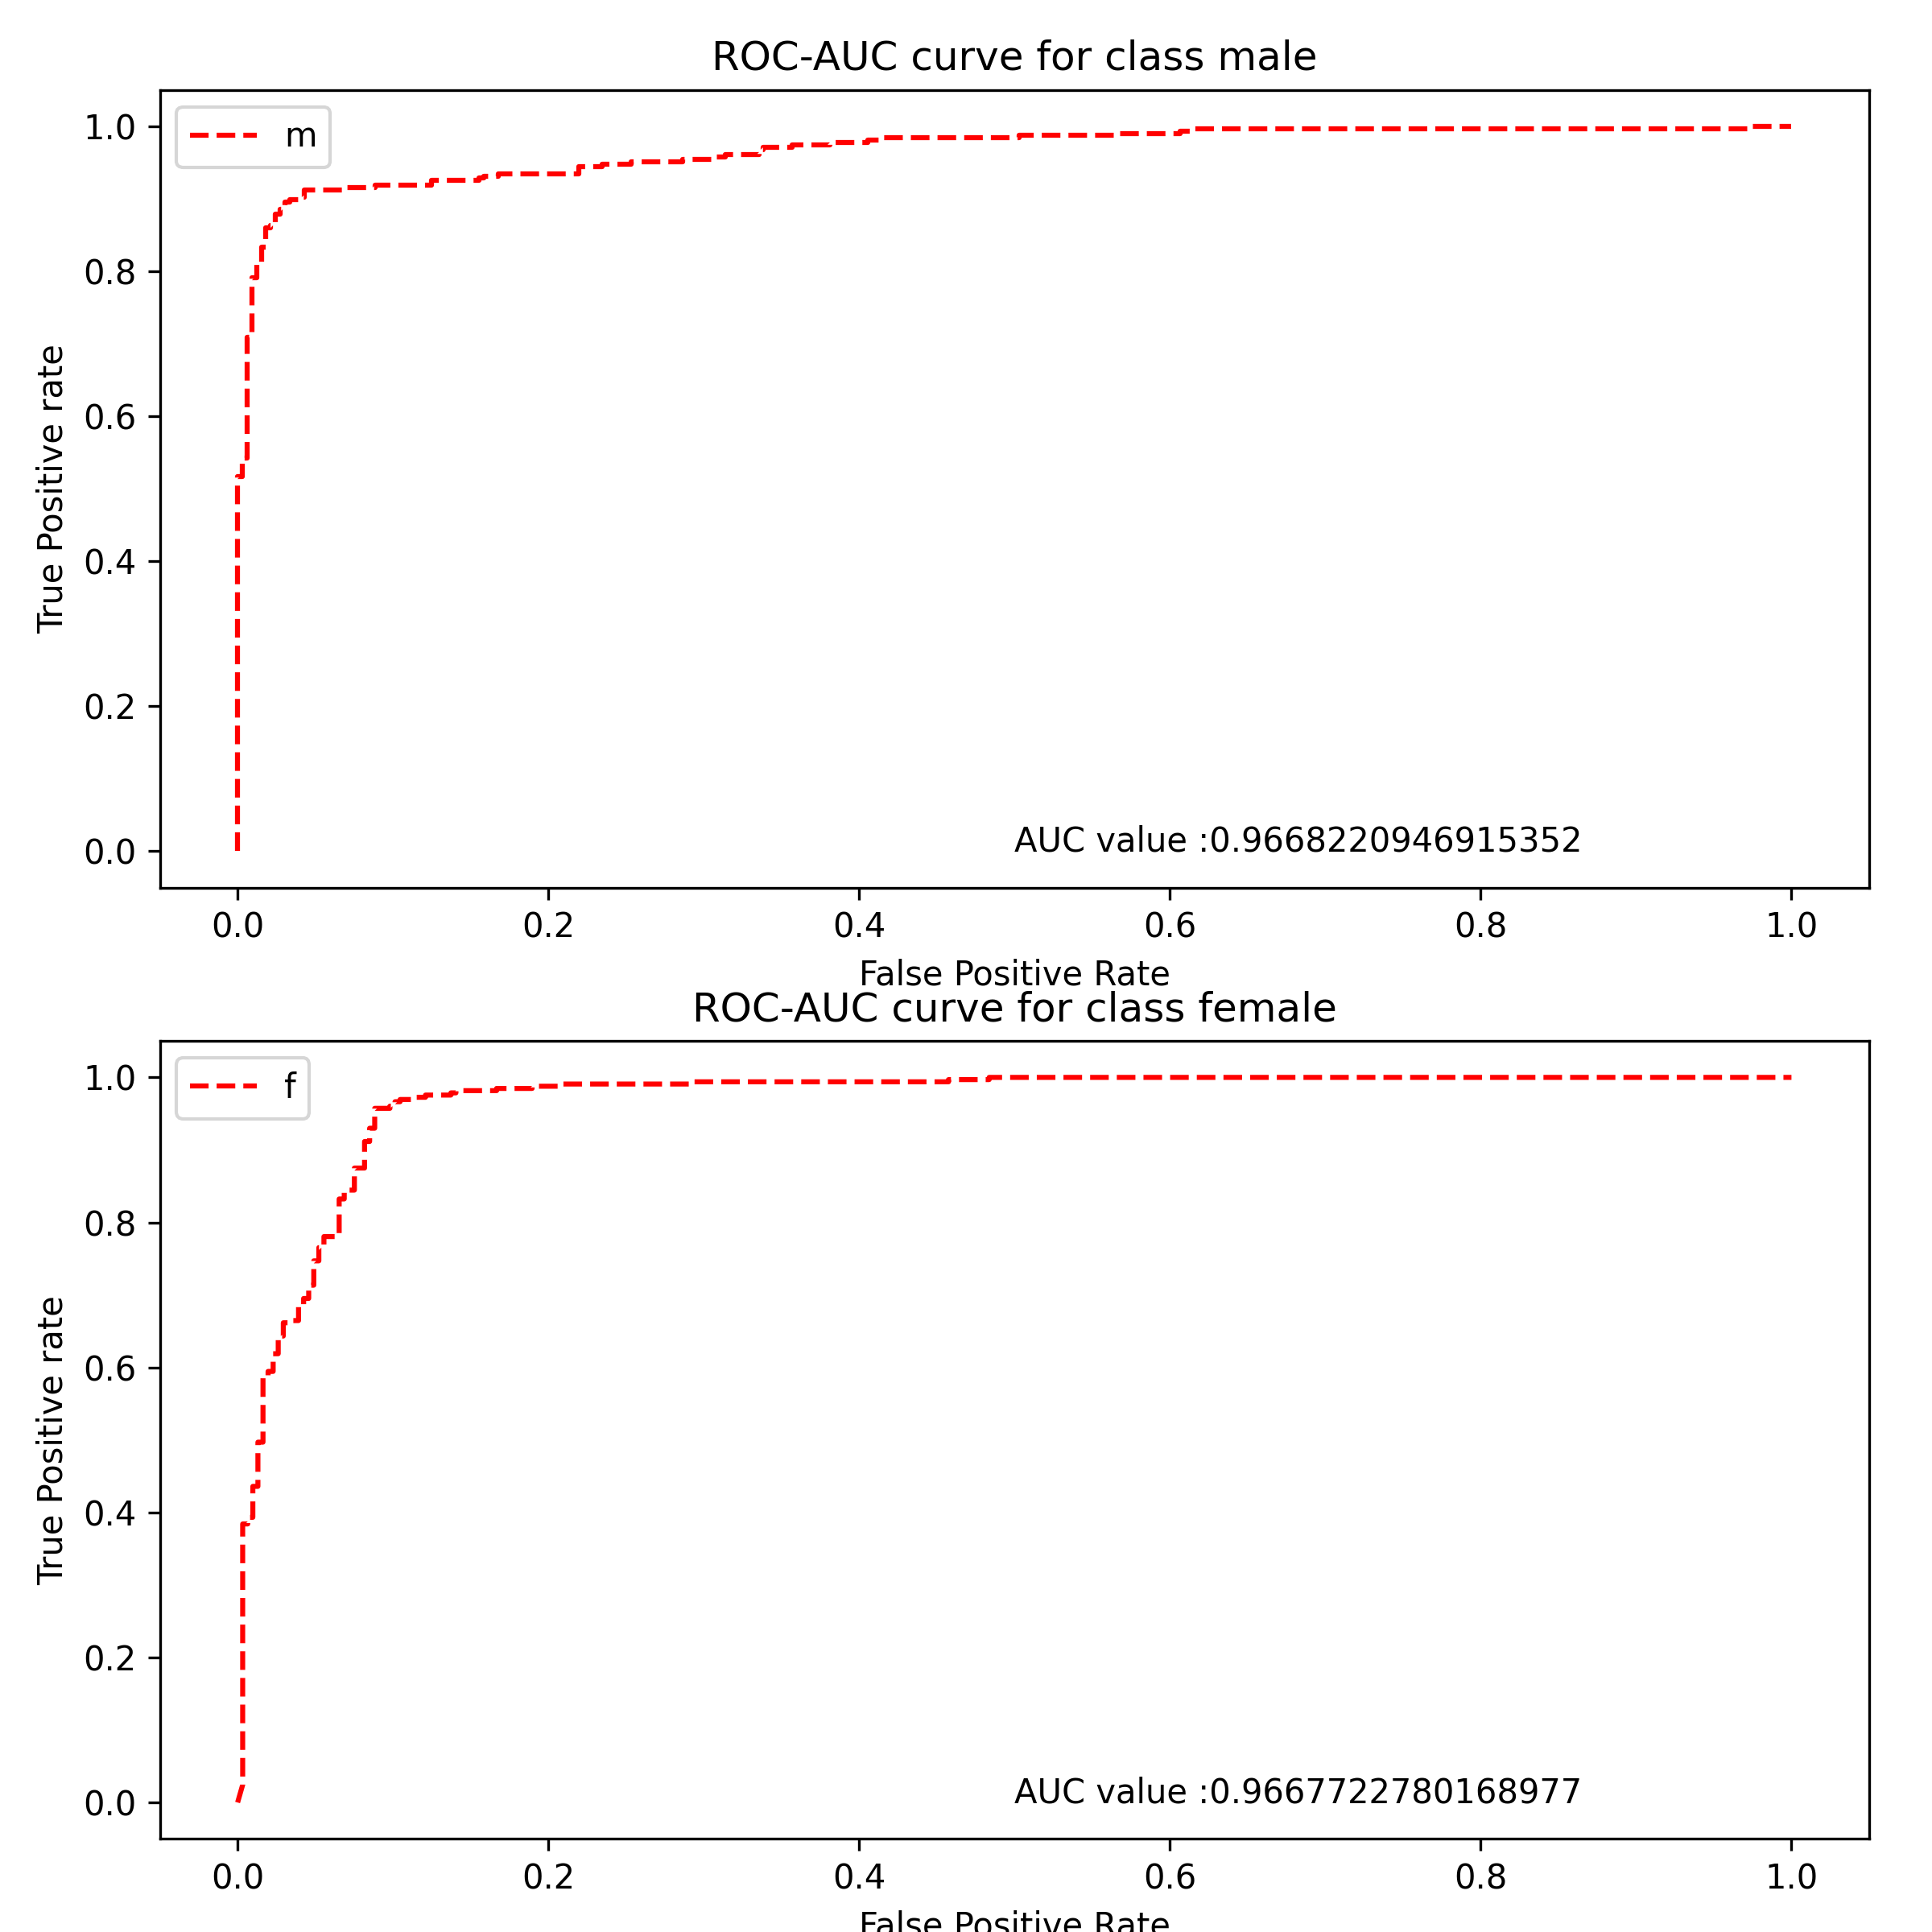 ROC-AUC curve for class male
m
1.0
0.8
0.6
0.4
0.2
0.0
True Positive rate
AUC value :0.9668220946915352
0.0 0.2 0.4 0.6 0.8 1.0
False Positive Rate
ROC-AUC curve for class female
f
1.0
0.8
0.6
0.4
0.2
0.0
True Positive rate
AUC value :0.9667722780168977
0.0 0.2 0.4 0.6 0.8 1.0
False Positive Rate